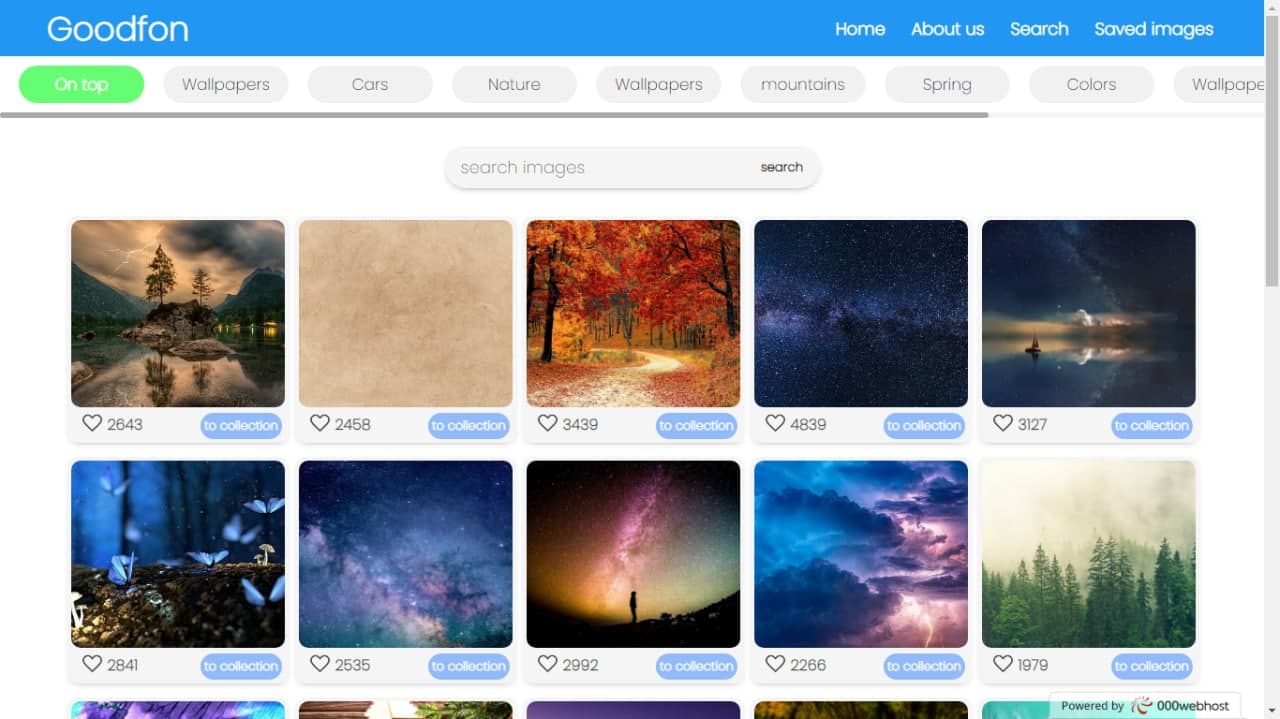 Goodfon
Home About us Search Saved images
On top Wallpapers Cars Nature Wallpapers mountains Spring Colors Wallpape
search images search
2643 to collection 2458 to collection 3439 to collection 4839 to collection 3127 to collection
2841 to collection 2535 to collection 2992 to collection 2266 to collection 1979 to collection
Powered by 000webhost